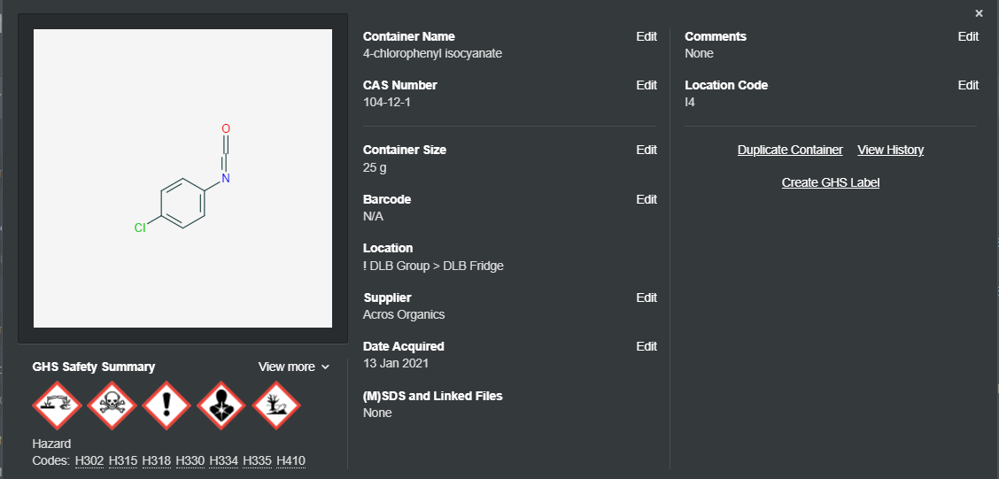 ×
O
N
Cl
GHS Safety Summary View more
Hazard
Codes: H302 H315 H318 H330 H334 H335 H410
Container Name Edit
4-chlorophenyl isocyanate
CAS Number Edit
104-12-1
Container Size Edit
25 g
Barcode Edit
N/A
Location
! DLB Group > DLB Fridge
Supplier Edit
Acros Organics
Date Acquired Edit
13 Jan 2021
(M)SDS and Linked Files
None
Comments Edit
None
Location Code Edit
I4
Duplicate Container View History
Create GHS Label